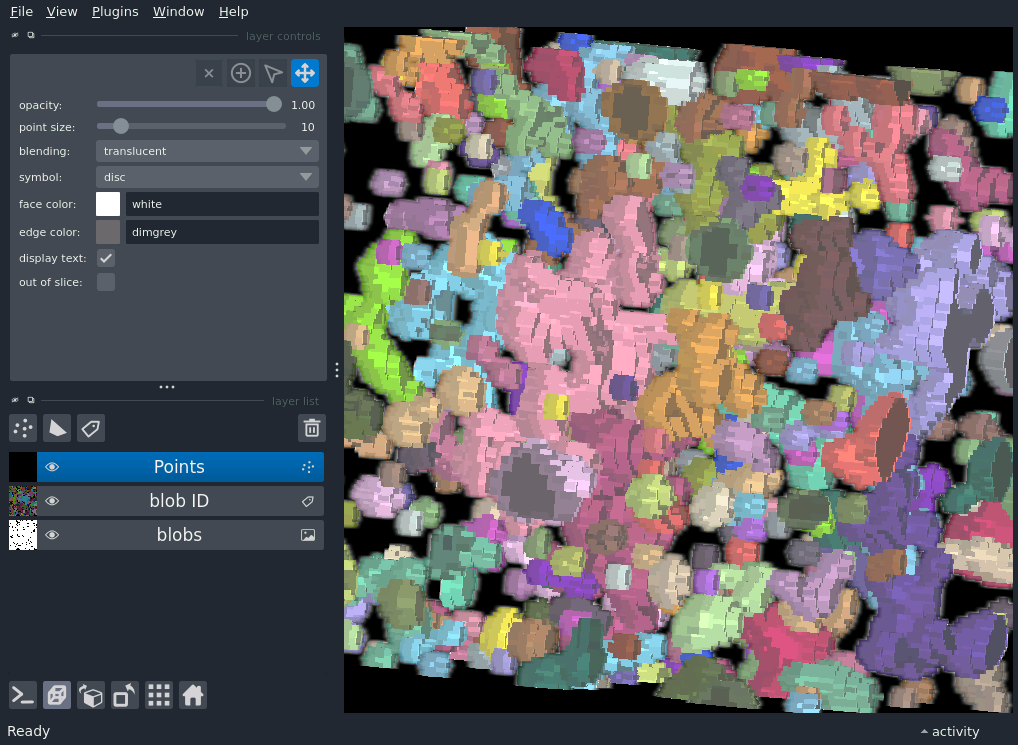 File View Plugins Window Help
layer controls
opacity: 1.00
point size: 10
blending: translucent
symbol: disc
face color: white
edge color: dimgrey
display text:
out of slice:
layer list
Points
blob ID
blobs
Ready
activity